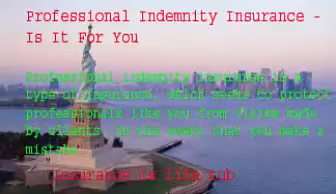 Professional Indemnity Insurance -
Is It For You
Professional indemnity insurance is a
type of insurance, which seeks to protect
professionals like you from claims made
by clients, in the event that you make a
mistake
Insurance is Life rub